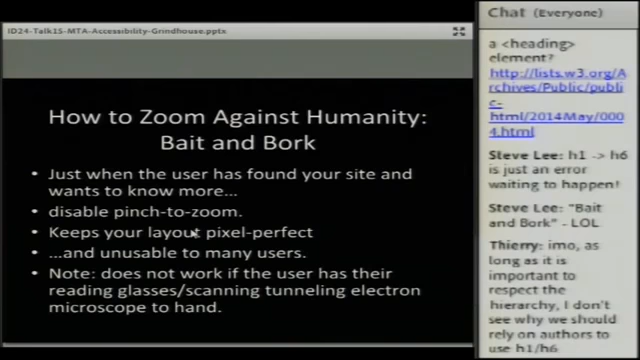 ID24-Talk15-MTA-Accessibility-Grindhouse.pptx
How to Zoom Against Humanity:
Bait and Bork
• Just when the user has found your site and
wants to know more…
• disable pinch-to-zoom.
• Keeps your layout pixel-perfect
• …and unusable to many users.
• Note: does not work if the user has their
reading glasses/scanning tunneling electron
microscope to hand.
Chat (Everyone)
a <heading>
element?
http://lists.w3.org/A
rchives/Public/publi
c-
html/2014May/000
4.html
Steve Lee: h1 -> h6
is just an error
waiting to happen!
Steve Lee: "Bait
and Bork" - LOL
Thierry: imo, as
long as it is
important to
respect the
hierarchy, I don't
see why we should
rely on authors to
use h1/h6